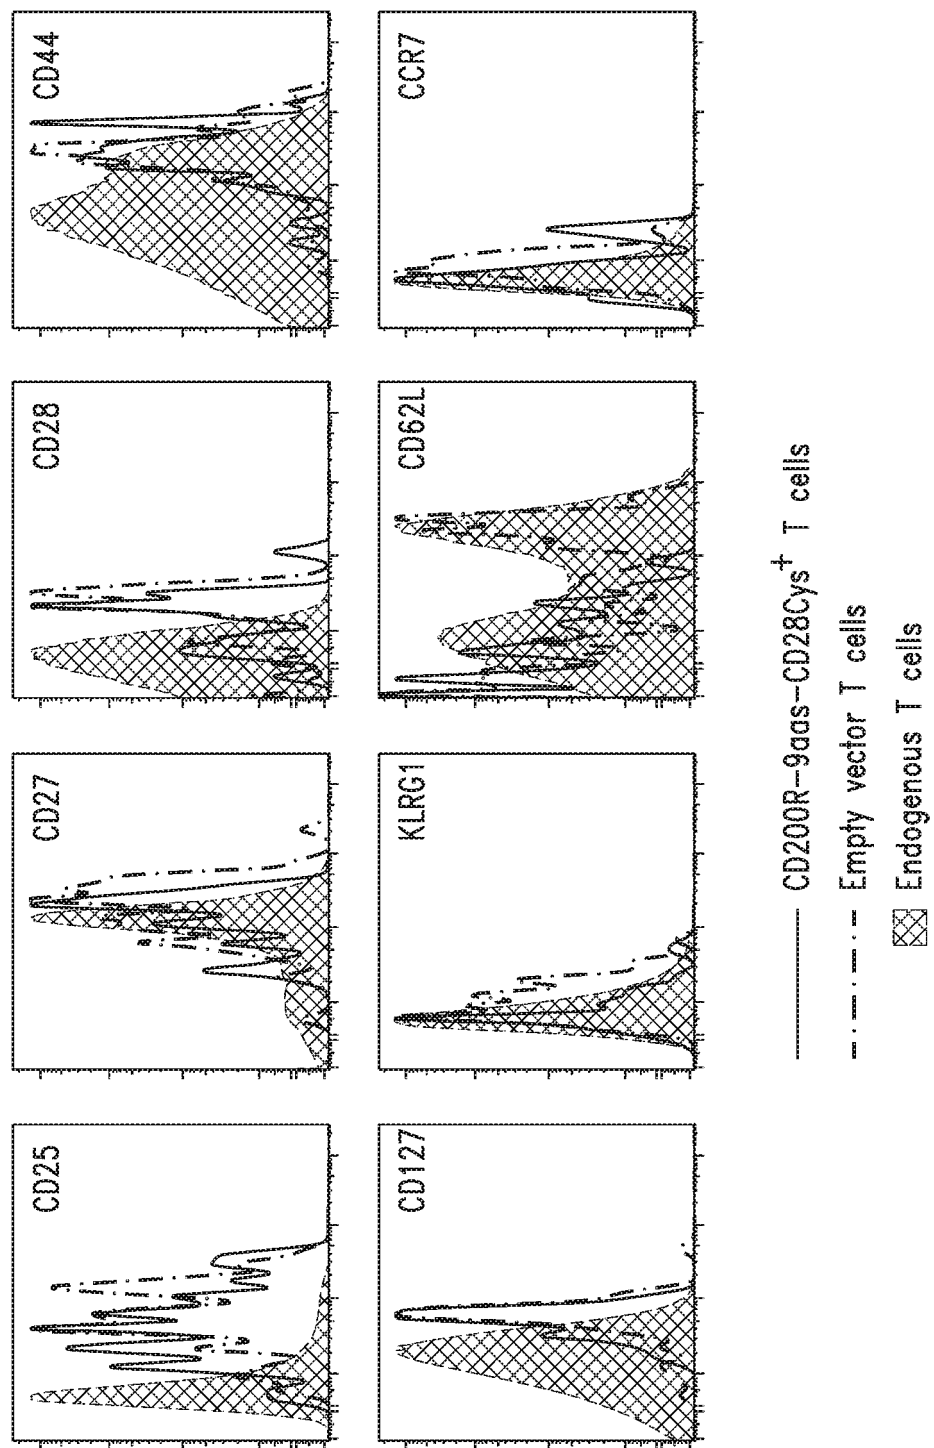 CD25
CD27
CD28
CD44
CD127
KLRG1
CD62L
CCR7
CD200R-9aas-CD28Cys+ T cells
Empty vector T cells
Endogenous T cells